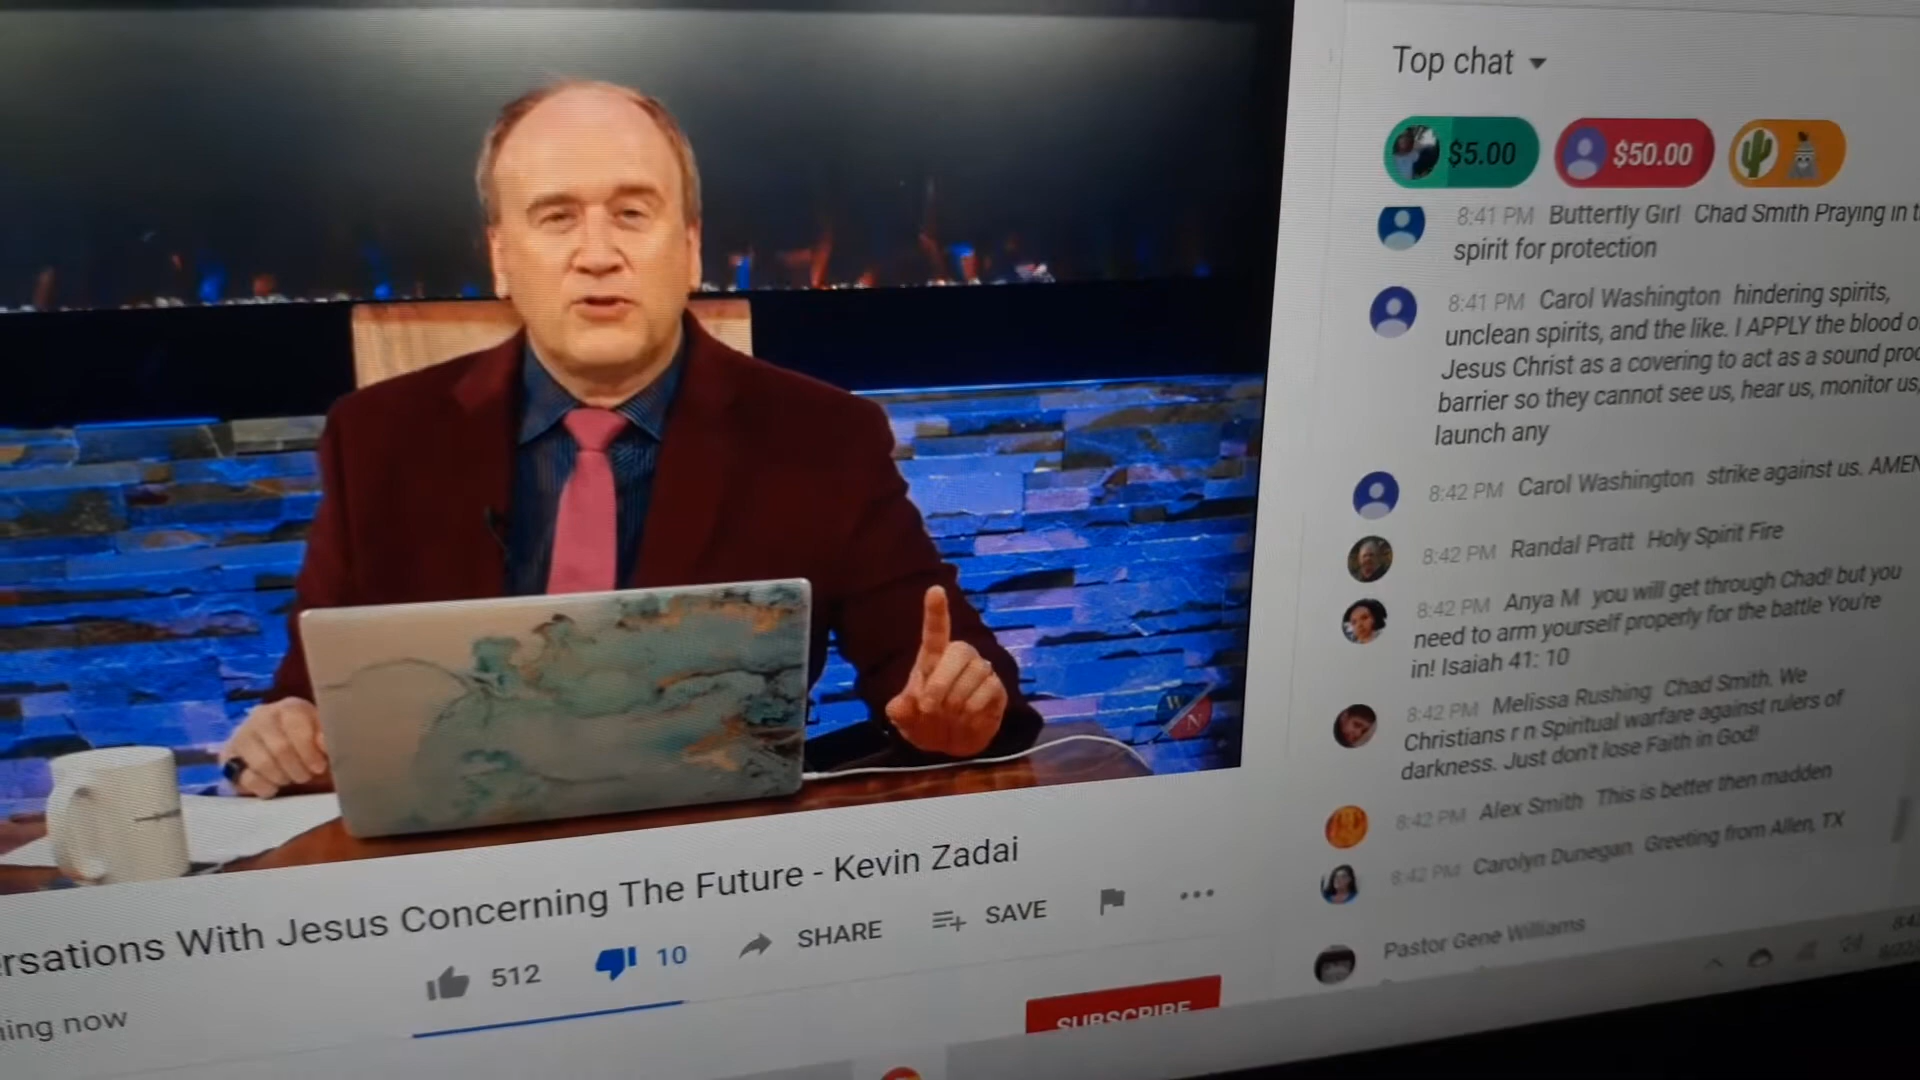 Top chat
$5.00
$50.00
8:41 PM Butterfly Girl Chad Smith Praying in
spirit for protection
8:41 PM Carol Washington hindering spirits,
unclean spirits, and the like. I APPLY the blood
Jesus Christ as a covering to act as a sound
barrier so they cannot see us, hear us, monitor us,
launch any
8:42 PM Carol Washington strike against us. AMEN
8:42 PM Randal Pratt Holy Spirit Fire
8:42 PM Anya M you will get through Chad! but you
need to arm yourself properly for the battle You're
in! Isaiah 41: 10
8:42 PM Melissa Rushing Chad Smith. We
Christians r n Spiritual warfare against rulers of
darkness. Just don't lose Faith in God!
8:42 PM Alex Smith This is better then madden
8:42 PM Carolyn Dunegan Greeting from Allen, TX
Pastor Gene Williams
W
N
ersations With Jesus Concerning The Future - Kevin Zadai
512 10 SHARE SAVE
hing now
SUBSCRIBE